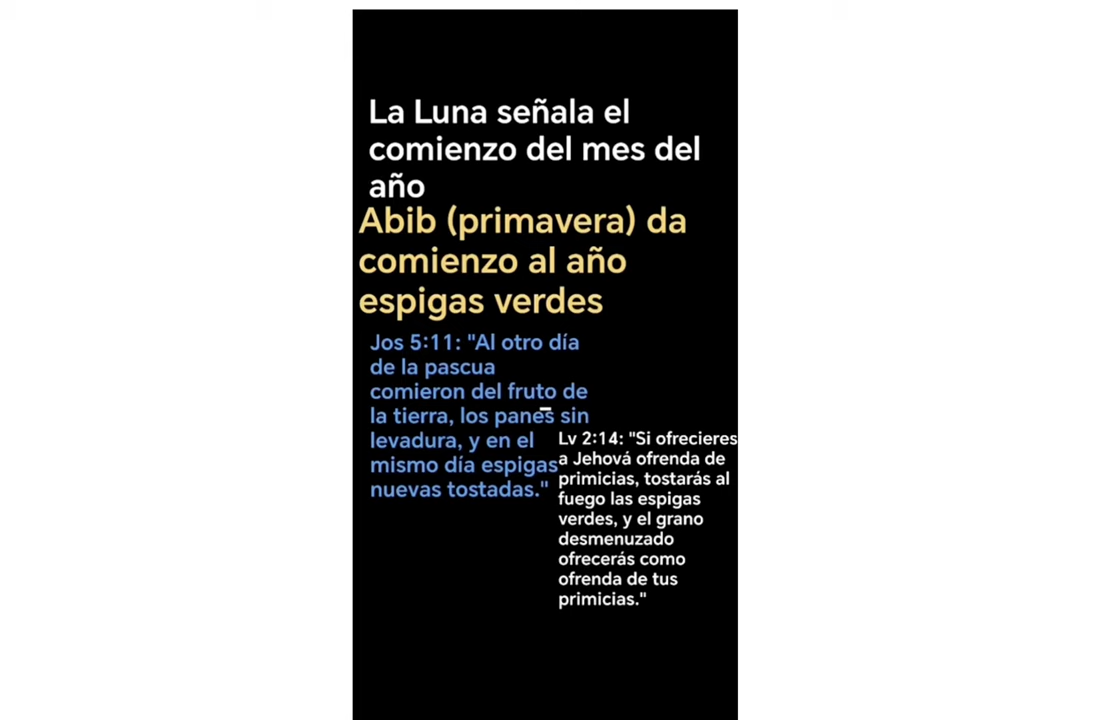 La Luna señala el
comienzo del mes del
año
Abib (primavera) da
comienzo al año
espigas verdes
Jos 5:11: "Al otro día
de la pascua
comieron del fruto de
la tierra, los panes sin
levadura, y en el
mismo día espigas
nuevas tostadas."
Lv 2:14: "Si ofrecieres
a Jehová ofrenda de
primicias, tostarás al
fuego las espigas
verdes, y el grano
desmenuzado
ofrecerás como
ofrenda de tus
primicias."